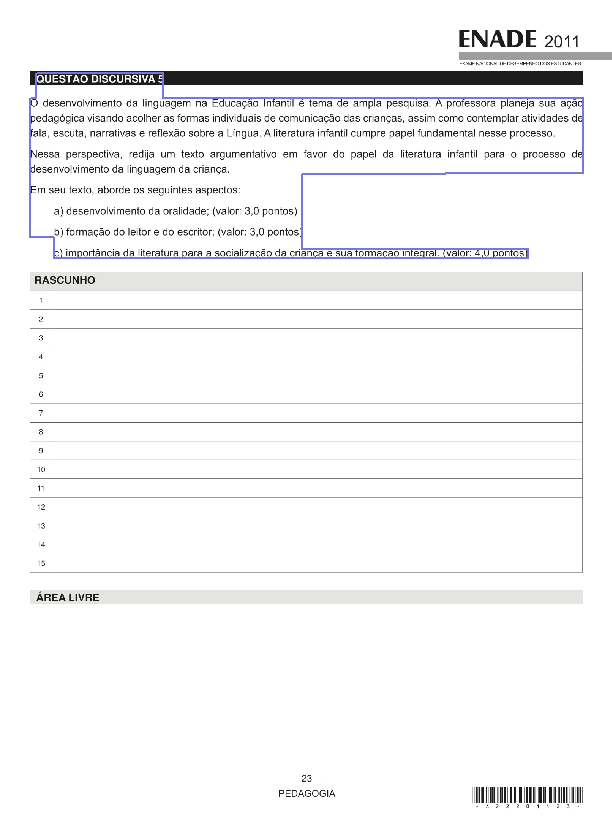 ENADE 2011
EXAME NACIONAL DE DESEMPENHO DOS ESTUDANTES
QUESTÃO DISCURSIVA 5
O desenvolvimento da linguagem na Educação Infantil é tema de ampla pesquisa. A professora planeja sua ação
pedagógica visando acolher as formas individuais de comunicação das crianças, assim como contemplar atividades de
fala, escuta, narrativas e reflexão sobre a Língua. A literatura infantil cumpre papel fundamental nesse processo.
Nessa perspectiva, redija um texto argumentativo em favor do papel da literatura infantil para o processo de
desenvolvimento da linguagem da criança.
Em seu texto, aborde os seguintes aspectos:
a) desenvolvimento da oralidade; (valor: 3,0 pontos)
b) formação do leitor e do escritor; (valor: 3,0 pontos)
c) importância da literatura para a socialização da criança e sua formação integral. (valor: 4,0 pontos)
RASCUNHO
1
2
3
4
5
6
7
8
9
10
11
12
13
14
15
ÁREA LIVRE
23
PEDAGOGIA